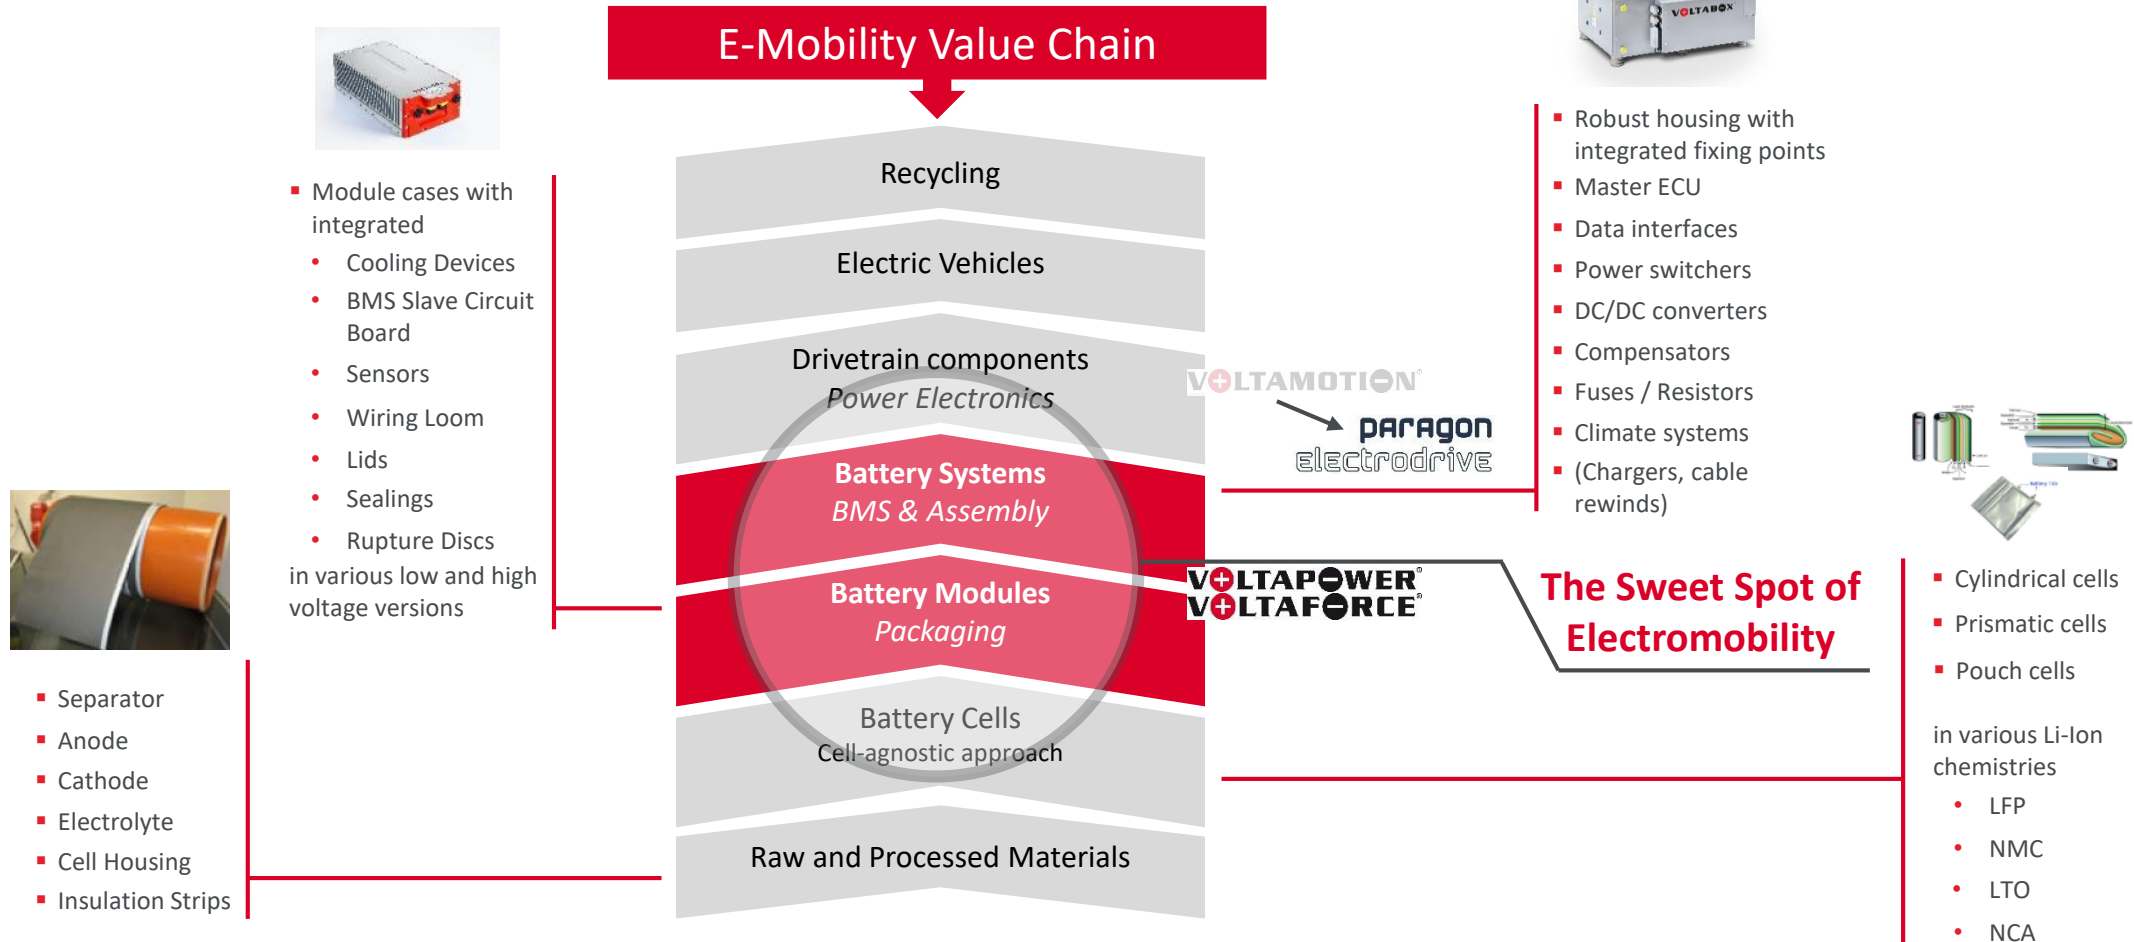 E-Mobility Value Chain
VOLTABOX
Recycling
Electric Vehicles
Drivetrain components
Power Electronics
Battery Systems
BMS & Assembly
Battery Modules
Packaging
Battery Cells
Cell-agnostic approach
Raw and Processed Materials
Module cases with
integrated
Cooling Devices
BMS Slave Circuit
Board
Sensors
Wiring Loom
Lids
Sealings
Rupture Discs
in various low and high
voltage versions
Separator
Anode
Cathode
Electrolyte
Cell Housing
Insulation Strips
VOLTAMOTION®
paragon
electrodrive
VOLTAPOWER®
VOLTAFORCE®
Robust housing with
integrated fixing points
Master ECU
Data interfaces
Power switchers
DC/DC converters
Compensators
Fuses / Resistors
Climate systems
(Chargers, cable
rewinds)
The Sweet Spot of
Electromobility
Cylindrical cells
Prismatic cells
Pouch cells
in various Li-Ion
chemistries
LFP
NMC
LTO
NCA